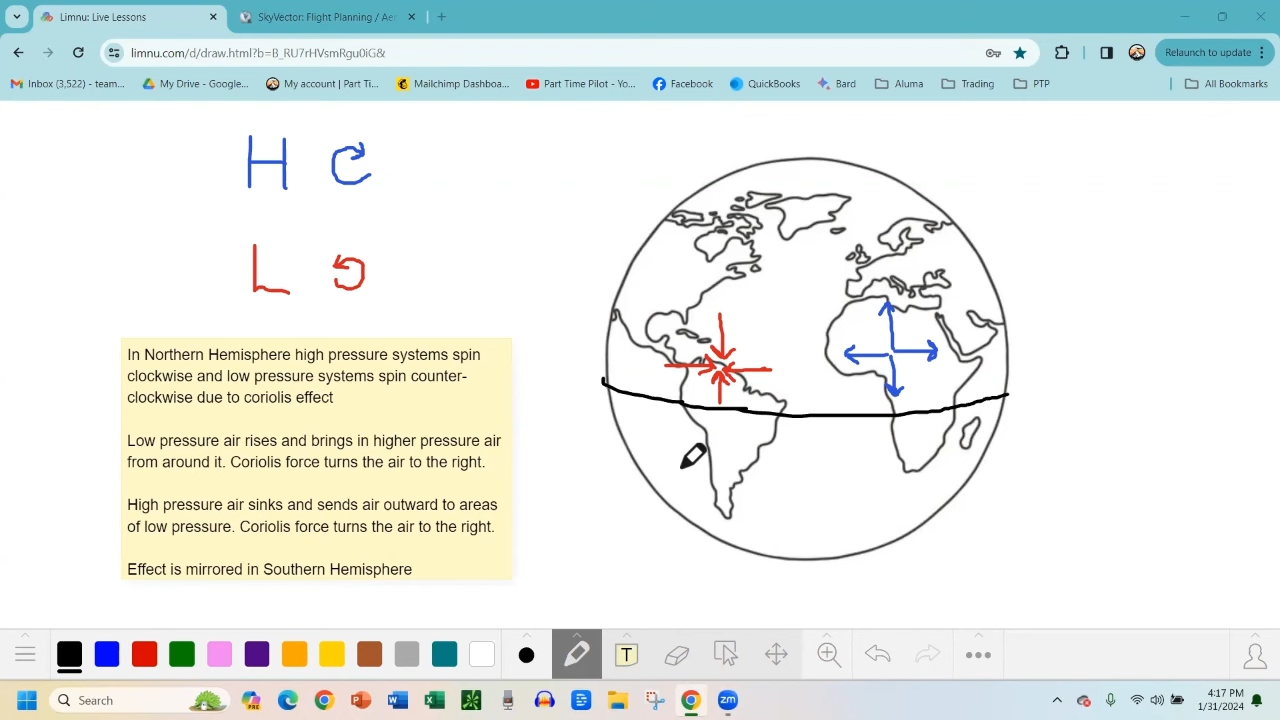 Limnu: Live Lessons
SkyVector: Flight Planning / Aer
limnu.com/d/draw.html?b=B_RU7rHVsmRgu0iG&
Relaunch to update
Inbox (3,522) - team...
My Drive - Google...
My account | Part Ti...
Mailchimp Dashboa...
Part Time Pilot - Yo...
Facebook
QuickBooks
Bard
Aluma
Trading
PTP
All Bookmarks
H
L
In Northern Hemisphere high pressure systems spin
clockwise and low pressure systems spin counter-
clockwise due to coriolis effect
Low pressure air rises and brings in higher pressure air
from around it. Coriolis force turns the air to the right.
High pressure air sinks and sends air outward to areas
of low pressure. Coriolis force turns the air to the right.
Effect is mirrored in Southern Hemisphere
T
Search
zm
4:17 PM
1/31/2024